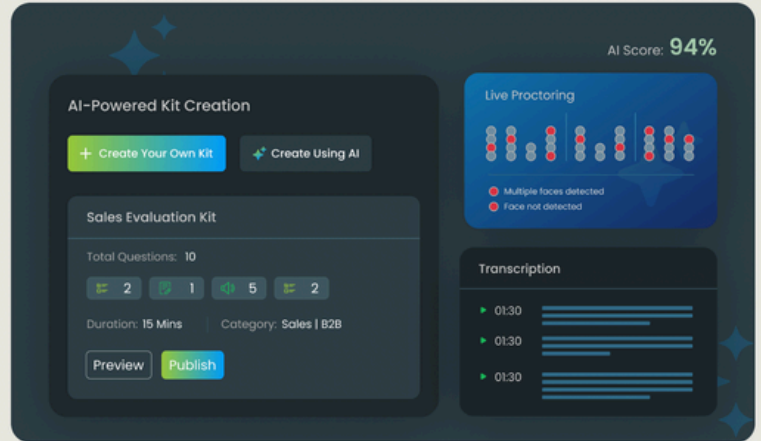 AI Score: 94%
AI-Powered Kit Creation
+ Create Your Own Kit
Create Using AI
Sales Evaluation Kit
Total Questions: 10
2 1 5 2
Duration: 15 Mins Category: Sales | B2B
Preview Publish
Live Proctoring
Multiple faces detected
Face not detected
Transcription
01:30
01:30
01:30